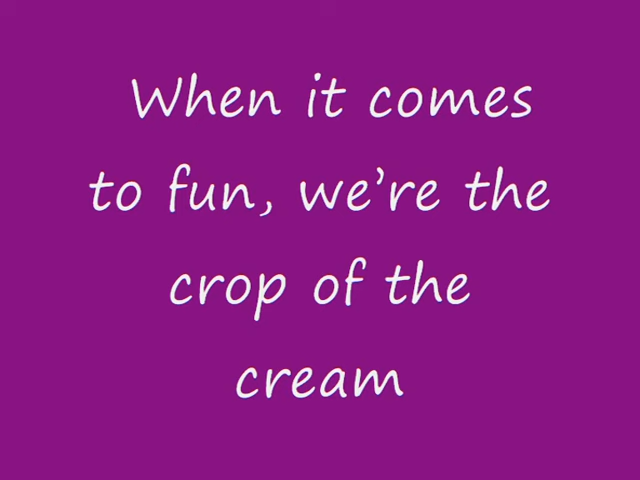 When it comes
to fun, we’re the
crop of the
cream